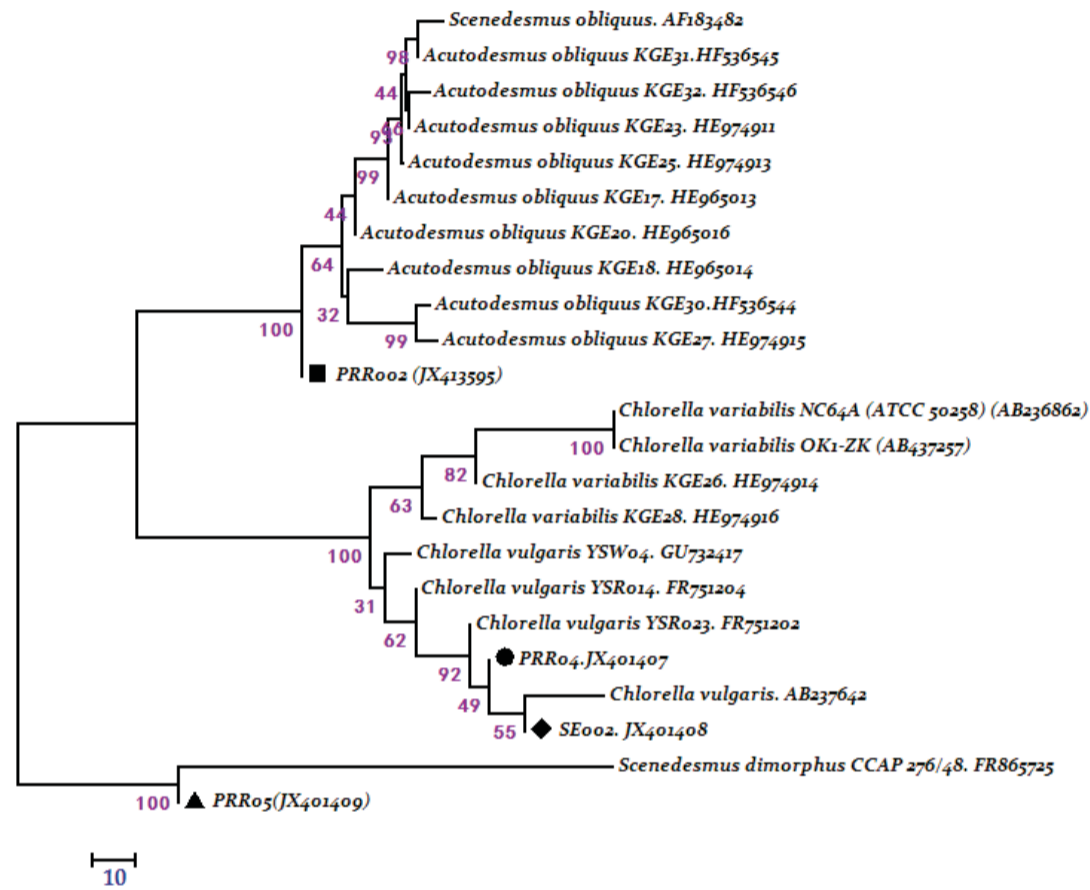 Scenedesmus obliquus. AF183482
98
Acutodesmus obliquus KGE31.HF536545
44
Acutodesmus obliquus KGE32. HF536546
66
Acutodesmus obliquus KGE23. HE974911
Acutodesmus obliquus KGE25. HE974913
99
Acutodesmus obliquus KGE17. HE965013
44
Acutodesmus obliquus KGE20. HE965016
64
Acutodesmus obliquus KGE18. HE965014
Acutodesmus obliquus KGE30.HF536544
32
100
99
Acutodesmus obliquus KGE27. HE974915
PRR002 (JX413595)
Chlorella variabilis NC64A (ATCC 50258) (AB236862)
100
Chlorella variabilis OK1-ZK (AB437257)
82
Chlorella variabilis KGE26. HE974914
63
Chlorella variabilis KGE28. HE974916
100
Chlorella vulgaris YSW04. GU732417
Chlorella vulgaris YSR014. FR751204
31
Chlorella vulgaris YSR023. FR751202
62
PRR04.JX401407
92
Chlorella vulgaris. AB237642
49
55
SE002. JX401408
Scenedesmus dimorphus CCAP 276/48. FR865725
100
PRR05(JX401409)
10